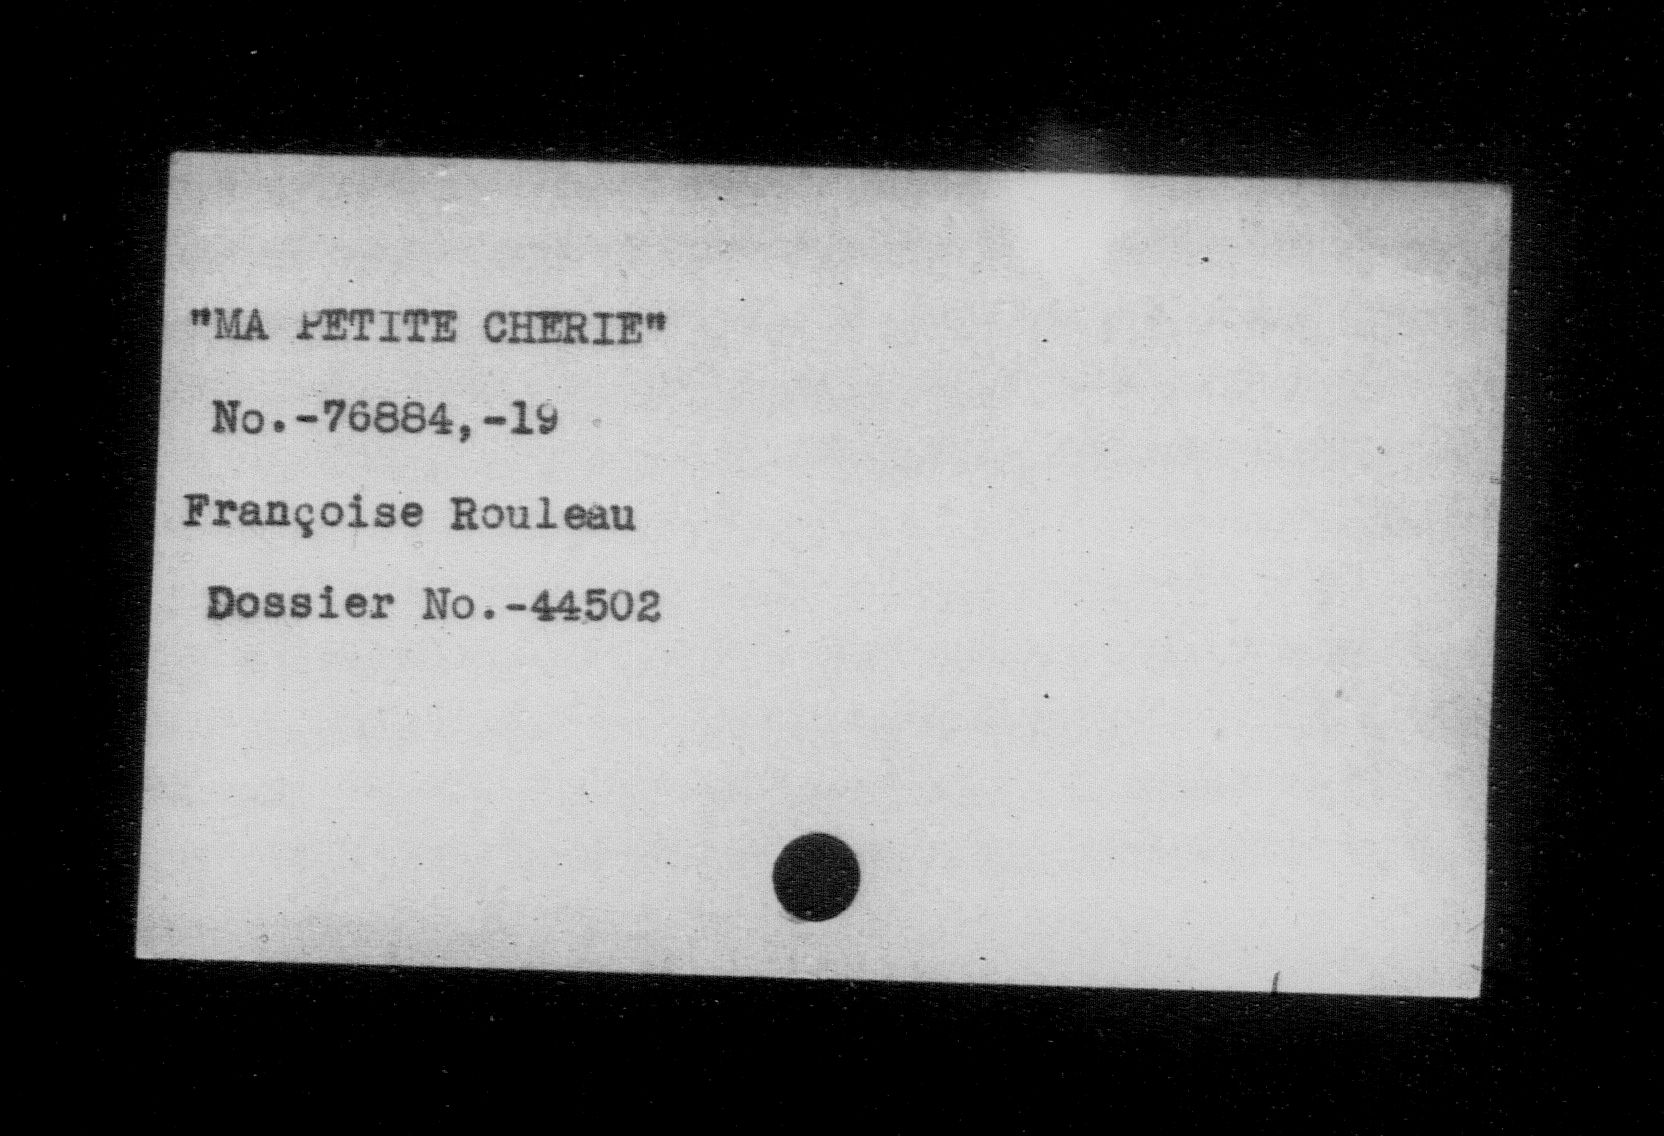 "MA PETITE CHERIE"
No.-76884,-19
Françoise Rouleau
Dossier No.-44502